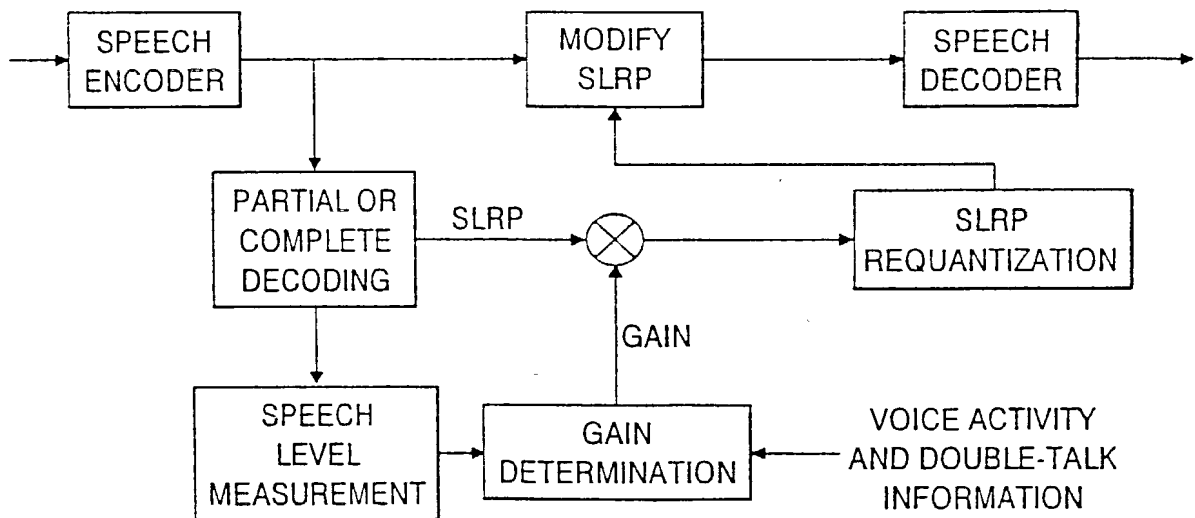 SPEECH
ENCODER
MODIFY
SLRP
SPEECH
DECODER
PARTIAL OR
COMPLETE
DECODING
SLRP
SLRP
REQUANTIZATION
GAIN
SPEECH
LEVEL
MEASUREMENT
GAIN
DETERMINATION
VOICE ACTIVITY
AND DOUBLE-TALK
INFORMATION